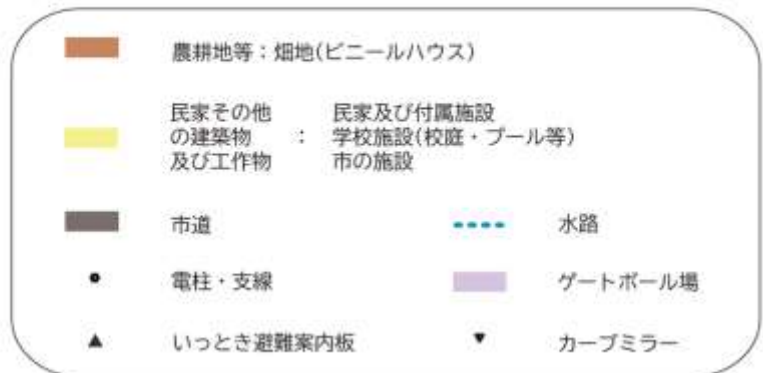 農耕地等：畑地(ビニールハウス)
民家その他　　民家及び付属施設
の建築物　：　学校施設(校庭・プール等)
及び工作物　　市の施設
市道　　水路
電柱・支線　　ゲートボール場
いっとき避難案内板　　カーブミラー